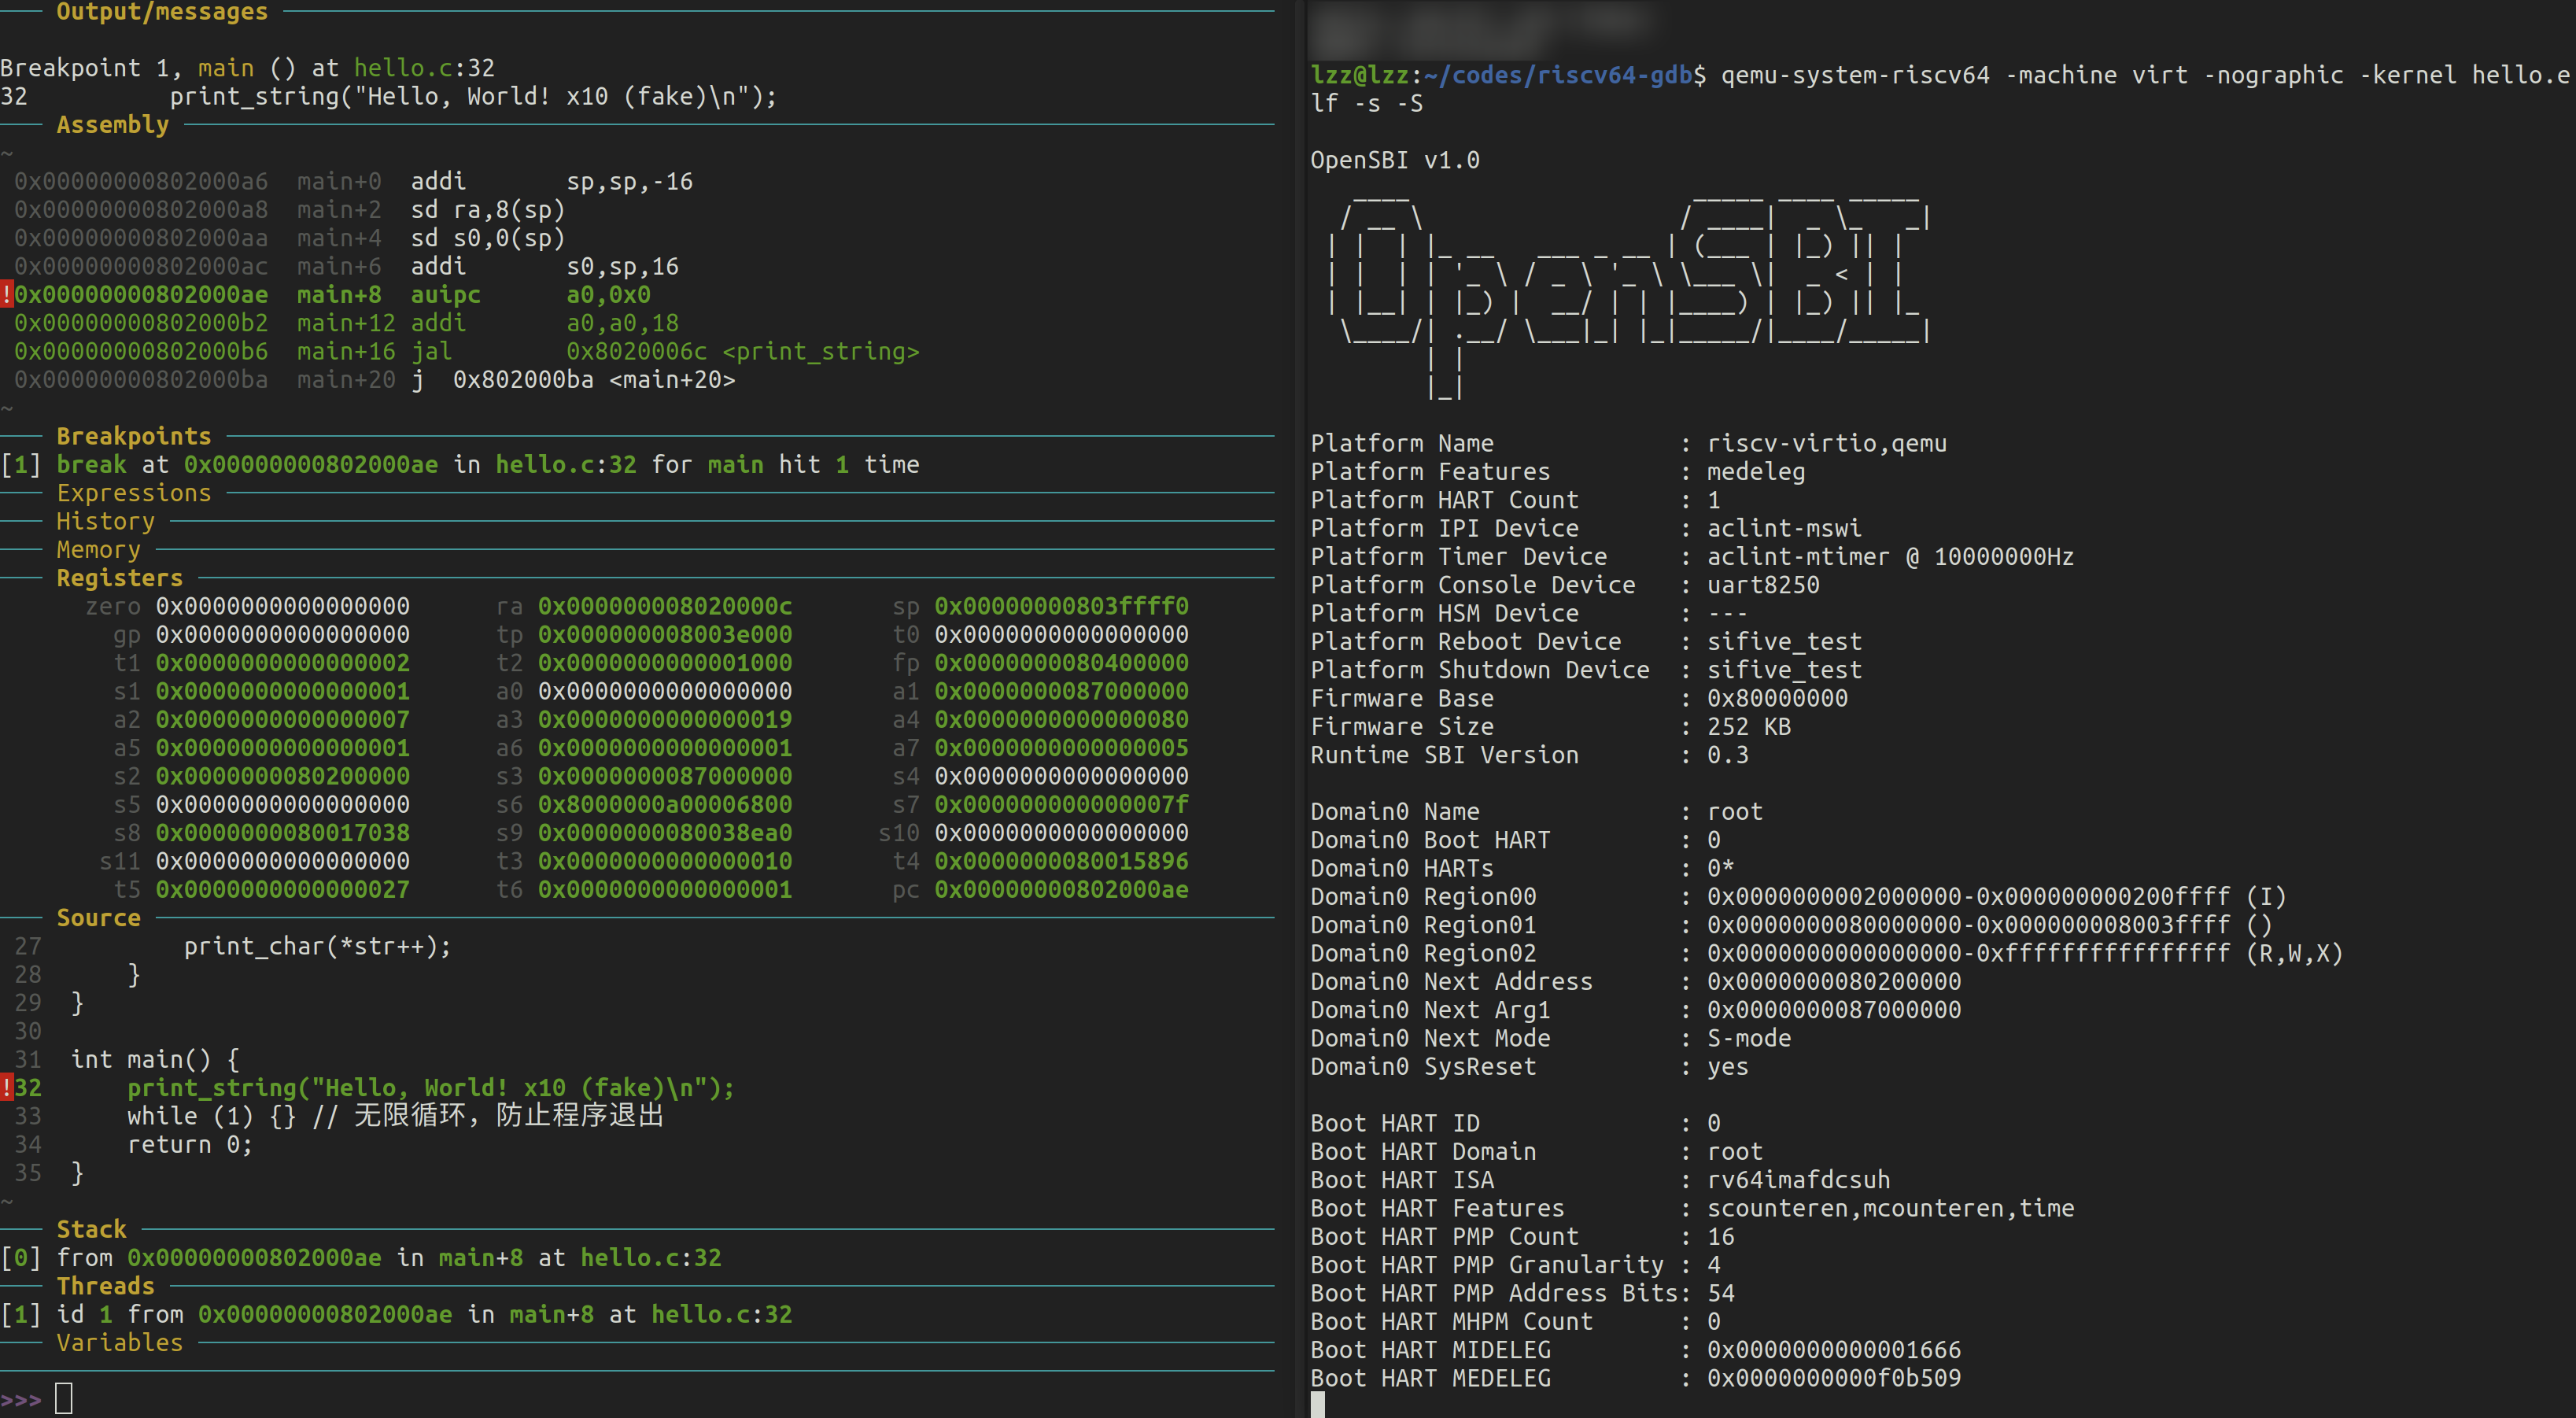 Output/messages
Breakpoint 1, main () at hello.c:32
32          print_string("Hello, World! x10 (fake)\n");
Assembly
~
0x00000000802000a6  main+0  addi       sp,sp,-16
0x00000000802000a8  main+2  sd ra,8(sp)
0x00000000802000aa  main+4  sd s0,0(sp)
0x00000000802000ac  main+6  addi       s0,sp,16
!0x00000000802000ae  main+8  auipc      a0,0x0
0x00000000802000b2  main+12 addi       a0,a0,18
0x00000000802000b6  main+16 jal        0x8020006c <print_string>
0x00000000802000ba  main+20 j  0x802000ba <main+20>
~
Breakpoints
[1] break at 0x00000000802000ae in hello.c:32 for main hit 1 time
Expressions
History
Memory
Registers
zero 0x0000000000000000      ra 0x000000008020000c       sp 0x00000000803ffff0
gp 0x0000000000000000      tp 0x000000008003e000       t0 0x0000000000000000
t1 0x0000000000000002      t2 0x0000000000001000       fp 0x0000000080400000
s1 0x0000000000000001      a0 0x0000000000000000       a1 0x0000000087000000
a2 0x0000000000000007      a3 0x0000000000000019       a4 0x0000000000000080
a5 0x0000000000000001      a6 0x0000000000000001       a7 0x0000000000000005
s2 0x0000000080200000      s3 0x0000000087000000       s4 0x0000000000000000
s5 0x0000000000000000      s6 0x8000000a00006800       s7 0x000000000000007f
s8 0x0000000080017038      s9 0x0000000080038ea0      s10 0x0000000000000000
s11 0x0000000000000000      t3 0x0000000000000010       t4 0x0000000080015896
t5 0x0000000000000027      t6 0x0000000000000001       pc 0x00000000802000ae
Source
27          print_char(*str++);
28      }
29  }
30
31  int main() {
!32      print_string("Hello, World! x10 (fake)\n");
33      while (1) {} // 无限循环，防止程序退出
34      return 0;
35  }
~
Stack
[0] from 0x00000000802000ae in main+8 at hello.c:32
Threads
[1] id 1 from 0x00000000802000ae in main+8 at hello.c:32
Variables
>>>
lzz@lzz:~/codes/riscv64-gdb$ qemu-system-riscv64 -machine virt -nographic -kernel hello.e
lf -s -S
OpenSBI v1.0
OpenSBI
Platform Name             : riscv-virtio,qemu
Platform Features         : medeleg
Platform HART Count       : 1
Platform IPI Device       : aclint-mswi
Platform Timer Device     : aclint-mtimer @ 10000000Hz
Platform Console Device   : uart8250
Platform HSM Device       : ---
Platform Reboot Device    : sifive_test
Platform Shutdown Device  : sifive_test
Firmware Base             : 0x80000000
Firmware Size             : 252 KB
Runtime SBI Version       : 0.3
Domain0 Name              : root
Domain0 Boot HART         : 0
Domain0 HARTs             : 0*
Domain0 Region00          : 0x0000000002000000-0x000000000200ffff (I)
Domain0 Region01          : 0x0000000080000000-0x000000008003ffff ()
Domain0 Region02          : 0x0000000000000000-0xffffffffffffffff (R,W,X)
Domain0 Next Address      : 0x0000000080200000
Domain0 Next Arg1         : 0x0000000087000000
Domain0 Next Mode         : S-mode
Domain0 SysReset          : yes
Boot HART ID              : 0
Boot HART Domain          : root
Boot HART ISA             : rv64imafdcsuh
Boot HART Features        : scounteren,mcounteren,time
Boot HART PMP Count       : 16
Boot HART PMP Granularity : 4
Boot HART PMP Address Bits: 54
Boot HART MHPM Count      : 0
Boot HART MIDELEG         : 0x0000000000001666
Boot HART MEDELEG         : 0x0000000000f0b509